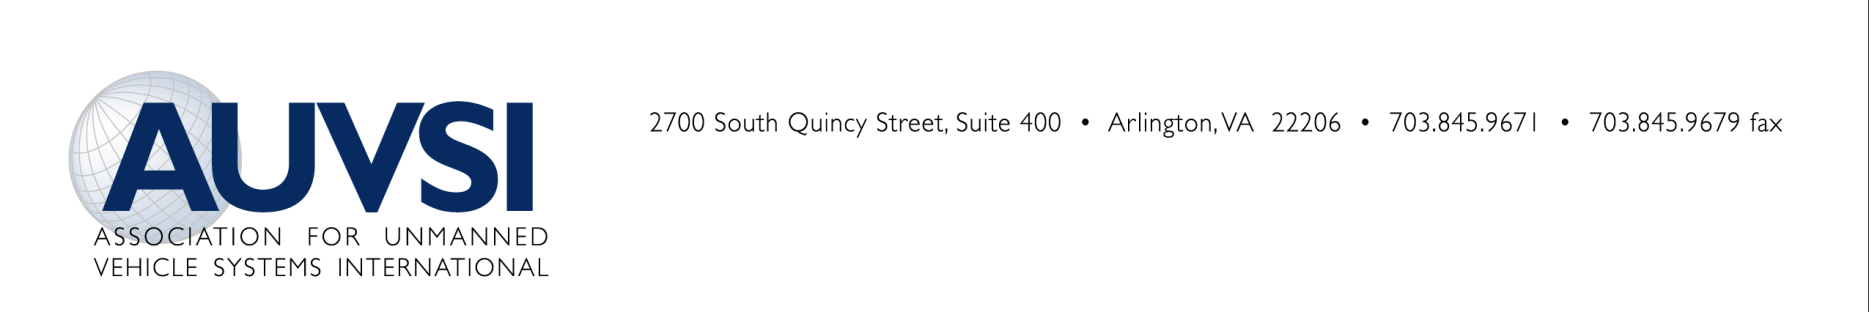 AUVSI
ASSOCIATION FOR UNMANNED
VEHICLE SYSTEMS INTERNATIONAL
2700 South Quincy Street, Suite 400 • Arlington, VA 22206 • 703.845.9671 • 703.845.9679 fax